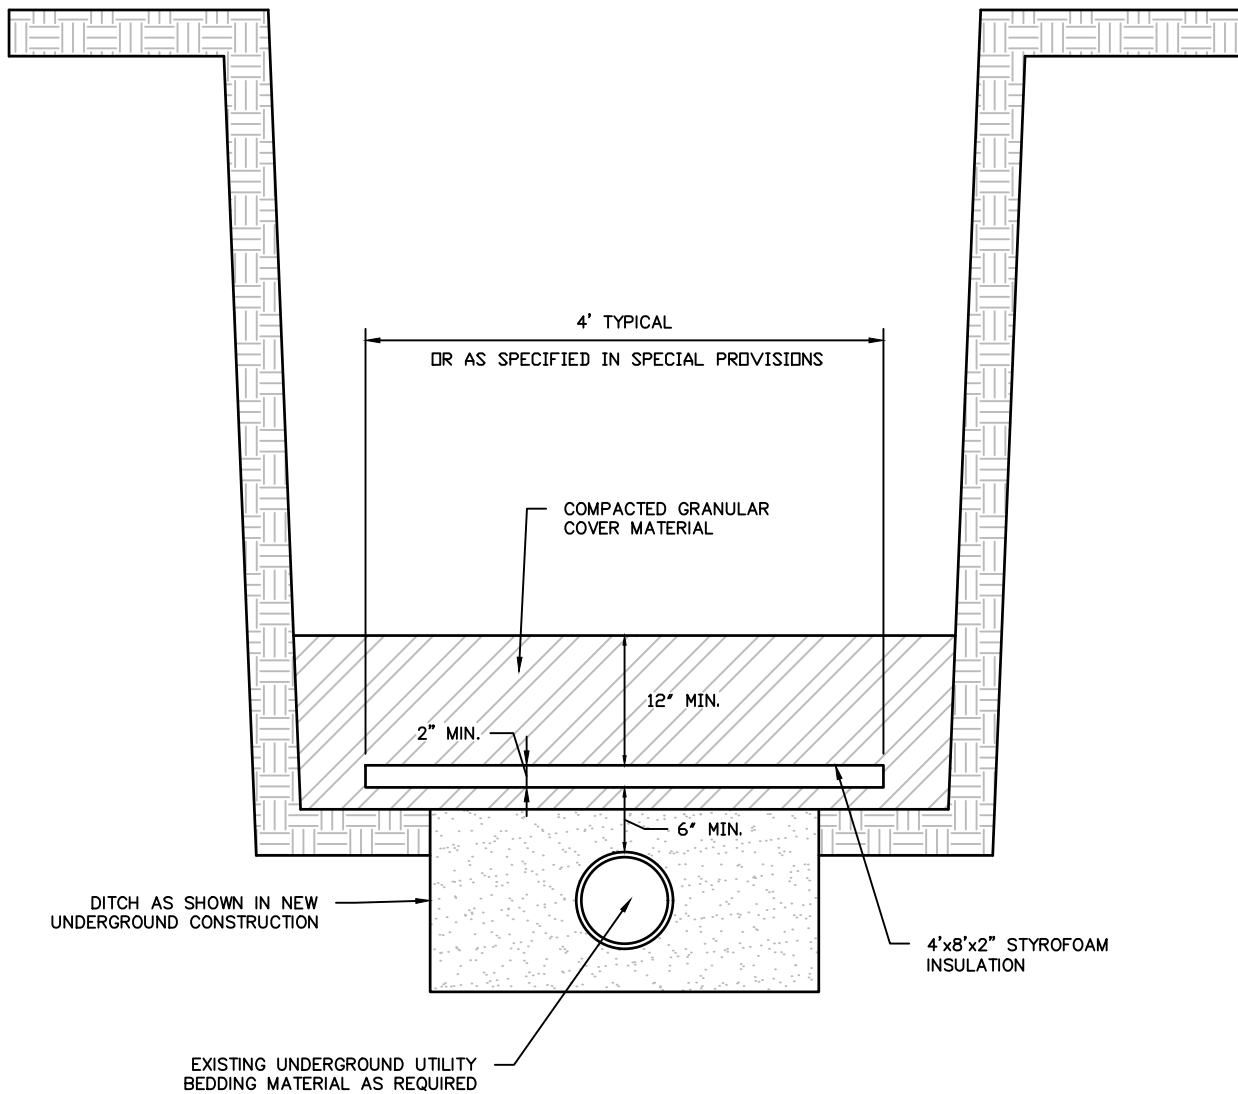 4' TYPICAL
OR AS SPECIFIED IN SPECIAL PROVISIONS
COMPACTED GRANULAR
COVER MATERIAL
12" MIN.
2" MIN.
6" MIN.
DITCH AS SHOWN IN NEW
UNDERGROUND CONSTRUCTION
4'x8'x2" STYROFOAM
INSULATION
EXISTING UNDERGROUND UTILITY
BEDDING MATERIAL AS REQUIRED